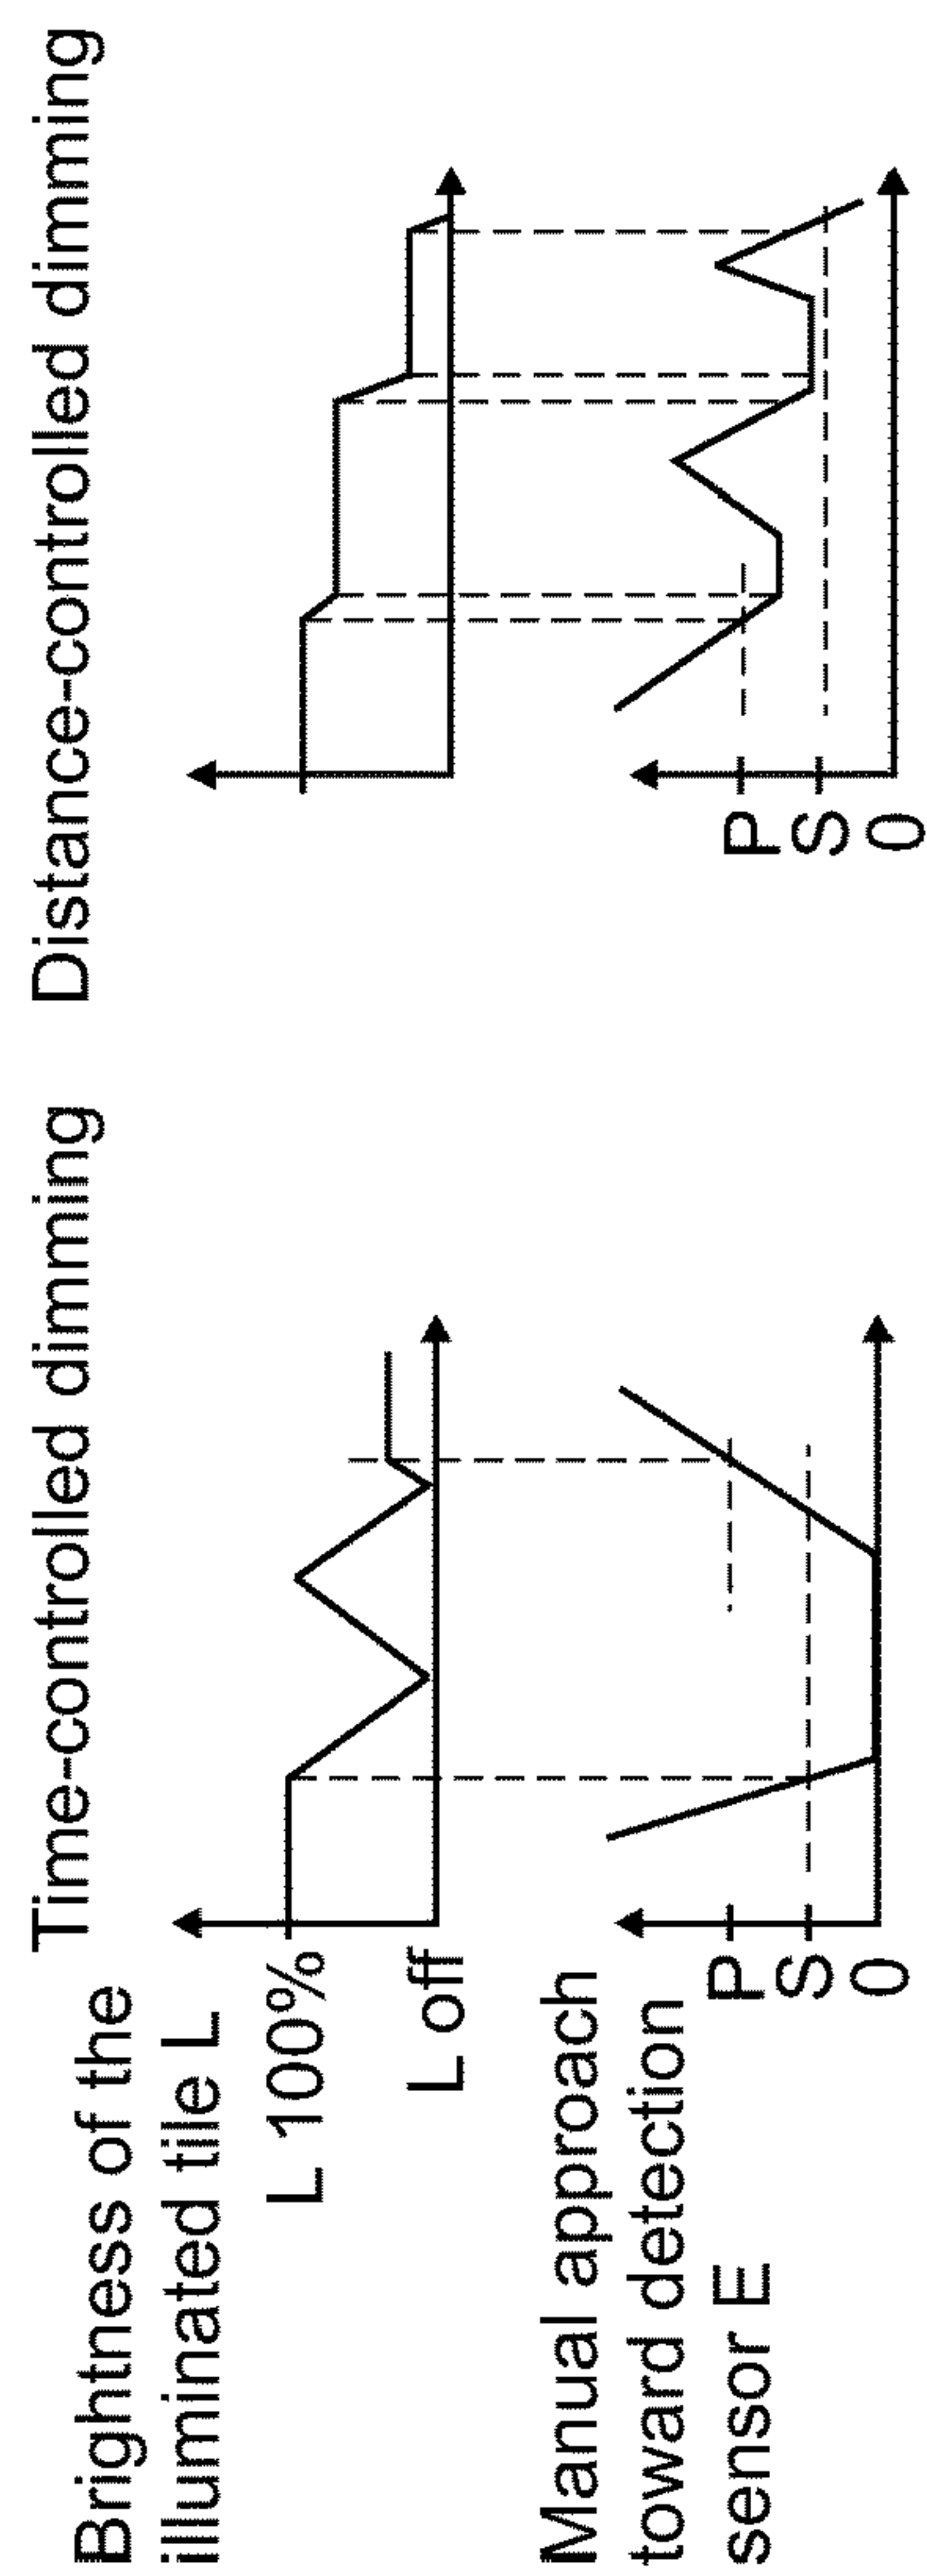 Time-controlled dimming
Distance-controlled dimming
Brightness of the
illuminated tile L
L 100%
L off
Manual approach
toward detection
sensor E
P
S
0
P
S
0